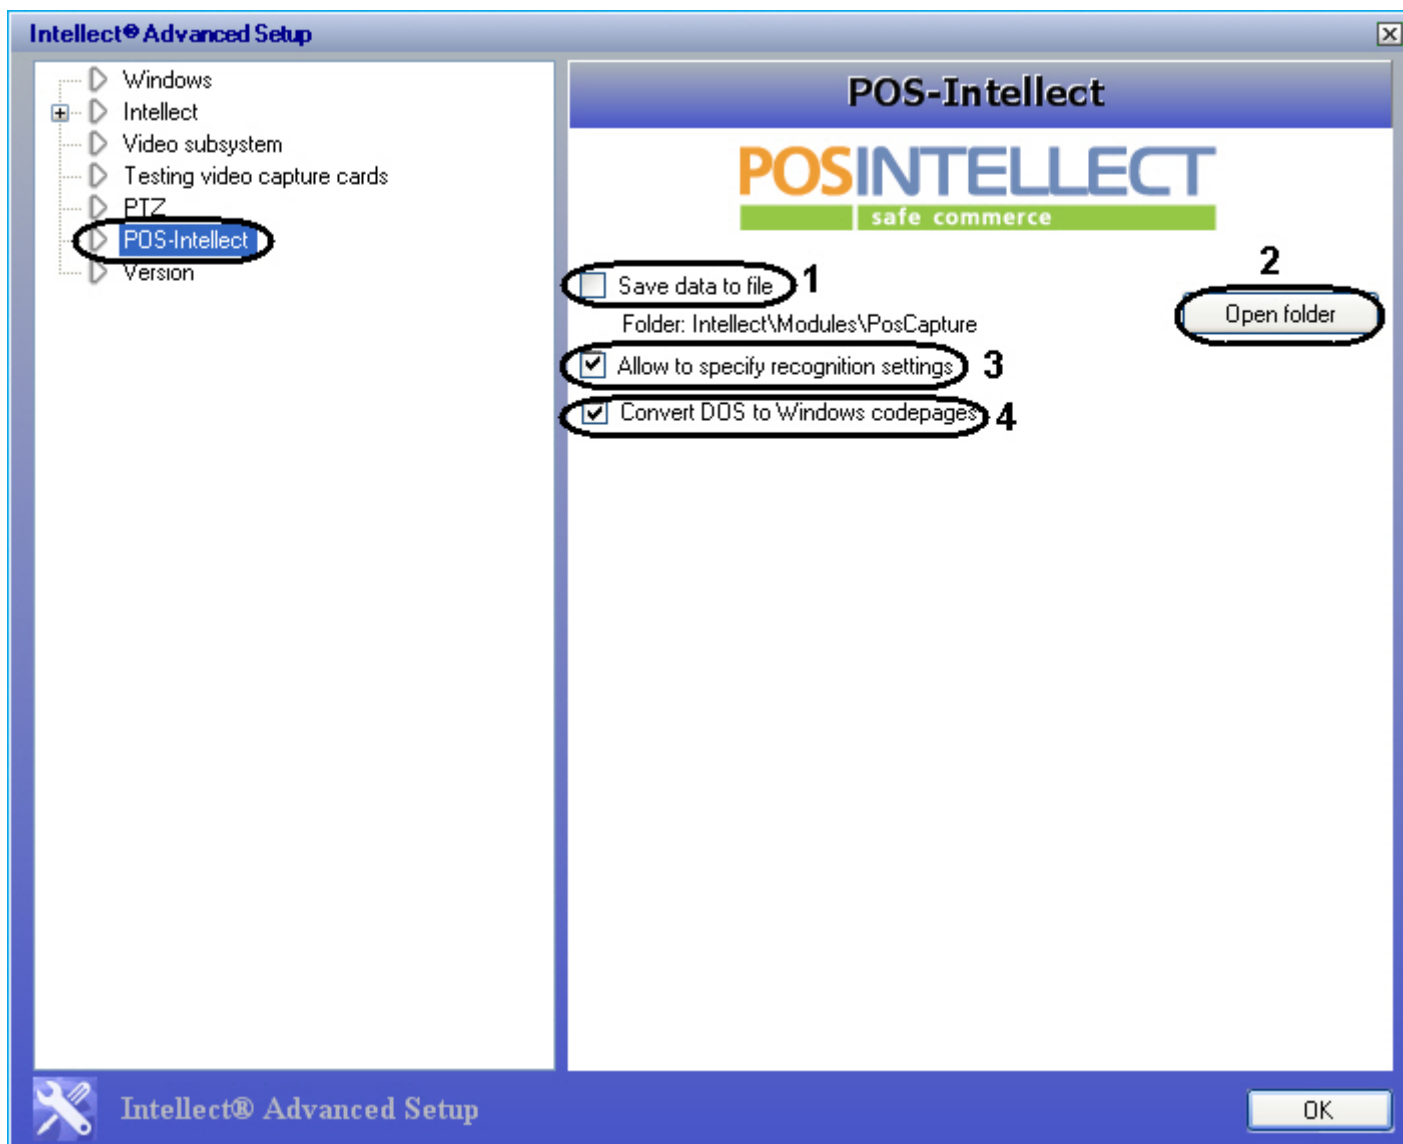 Intellect® Advanced Setup
Windows
Intellect
Video subsystem
Testing video capture cards
PTZ
POS-Intellect
Version
POS-Intellect
POSINTELLECT
safe commerce
Save data to file 1
2
Open folder
Folder: Intellect\Modules\PosCapture
Allow to specify recognition settings 3
Convert DOS to Windows codepages 4
Intellect® Advanced Setup
OK